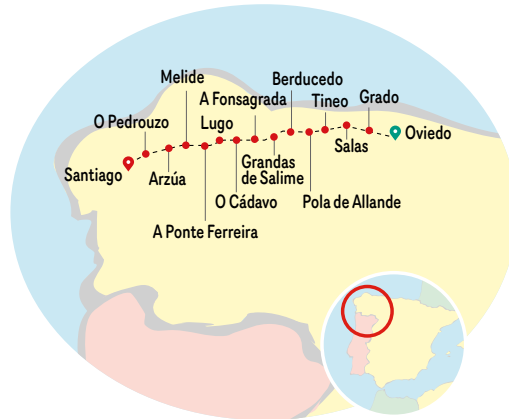 Melide
Berducedo
A Fonsagrada
Tineo
Grado
O Pedrouzo
Lugo
Oviedo
Santiago
Arzúa
Grandas
de Salime
Salas
O Cádavo
Pola de Allande
A Ponte Ferreira